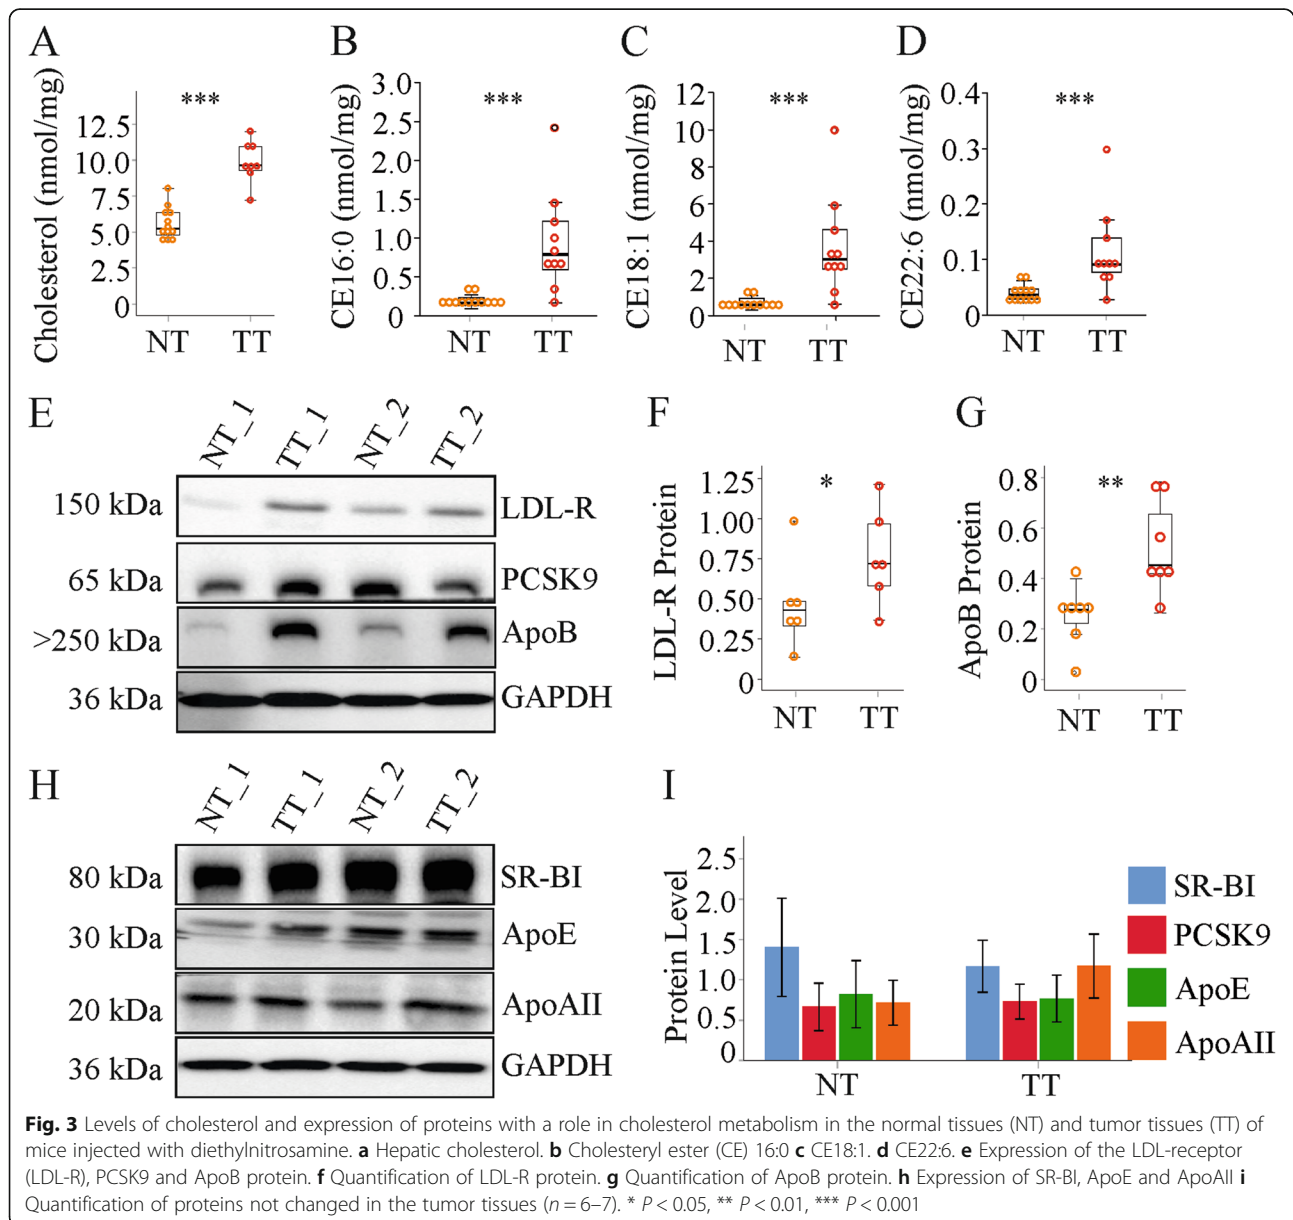 A
Cholesterol (nmol/mg)
***
12.5
10.0
7.5
5.0
2.5
0
NT TT
B
CE16:0 (nmol/mg)
***
3.0
2.5
2.0
1.5
1.0
0.5
0
NT TT
C
CE18:1 (nmol/mg)
***
12
10
8
6
4
2
0
NT TT
D
CE22:6 (nmol/mg)
***
0.4
0.3
0.2
0.1
0
NT TT
E
NT_1 TT_1 NT_2 TT_2
150 kDa LDL-R
65 kDa PCSK9
>250 kDa ApoB
36 kDa GAPDH
F
LDL-R Protein
*
1.25
1.00
0.75
0.50
0.25
0
NT TT
G
ApoB Protein
**
0.8
0.6
0.4
0.2
0
NT TT
H
NT_1 TT_1 NT_2 TT_2
80 kDa SR-BI
30 kDa ApoE
20 kDa ApoAII
36 kDa GAPDH
I
Protein Level
2.5
2.0
1.5
1.0
0.5
0
NT TT
SR-BI
PCSK9
ApoE
ApoAII
Fig. 3 Levels of cholesterol and expression of proteins with a role in cholesterol metabolism in the normal tissues (NT) and tumor tissues (TT) of
mice injected with diethylnitrosamine. a Hepatic cholesterol. b Cholesteryl ester (CE) 16:0 c CE18:1. d CE22:6. e Expression of the LDL-receptor
(LDL-R), PCSK9 and ApoB protein. f Quantification of LDL-R protein. g Quantification of ApoB protein. h Expression of SR-BI, ApoE and ApoAII i
Quantification of proteins not changed in the tumor tissues (n = 6–7). * P < 0.05, ** P < 0.01, *** P < 0.001